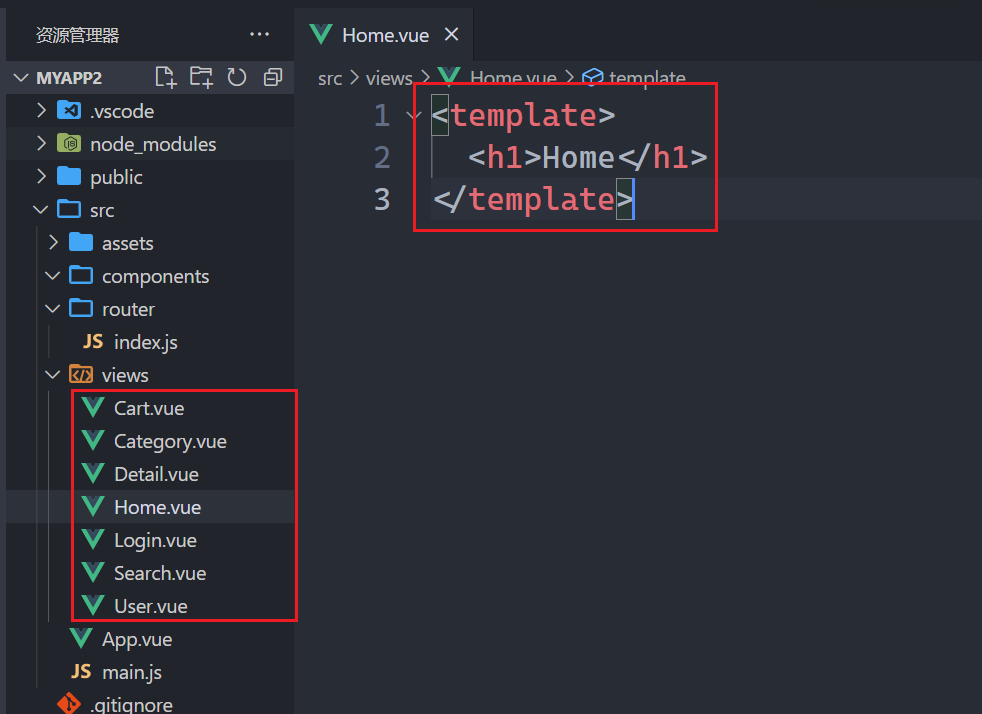 资源管理器 ...
Home.vue
MYAPP2
src > views > Home.vue > template
.vscode
node_modules
public
src
assets
components
router
JS index.js
views
Cart.vue
Category.vue
Detail.vue
Home.vue
Login.vue
Search.vue
User.vue
App.vue
JS main.js
.gitignore
1 <template>
2 <h1>Home</h1>
3 </template>